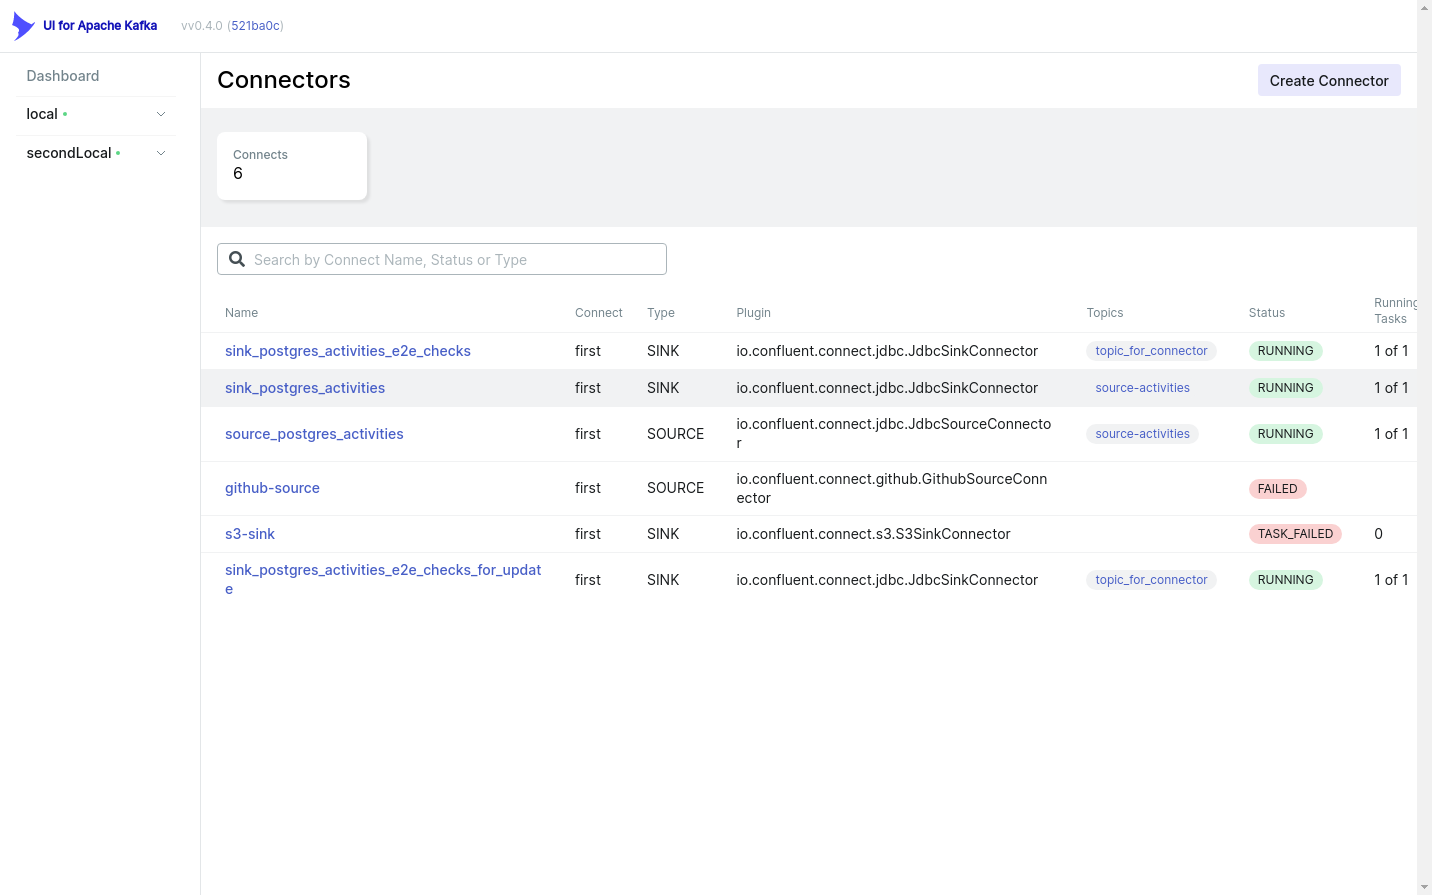 UI for Apache Kafka vv0.4.0 (521ba0c)
Dashboard
local
secondLocal
Connectors
Create Connector
Connects
6
Search by Connect Name, Status or Type
Name Connect Type Plugin Topics Status Running
Tasks
sink_postgres_activities_e2e_checks first SINK io.confluent.connect.jdbc.JdbcSinkConnector topic_for_connector RUNNING 1 of 1
sink_postgres_activities first SINK io.confluent.connect.jdbc.JdbcSinkConnector source-activities RUNNING 1 of 1
source_postgres_activities first SOURCE io.confluent.connect.jdbc.JdbcSourceConnecto
r source-activities RUNNING 1 of 1
github-source first SOURCE io.confluent.connect.github.GithubSourceConn
ector FAILED
s3-sink first SINK io.confluent.connect.s3.S3SinkConnector TASK_FAILED 0
sink_postgres_activities_e2e_checks_for_updat
e first SINK io.confluent.connect.jdbc.JdbcSinkConnector topic_for_connector RUNNING 1 of 1